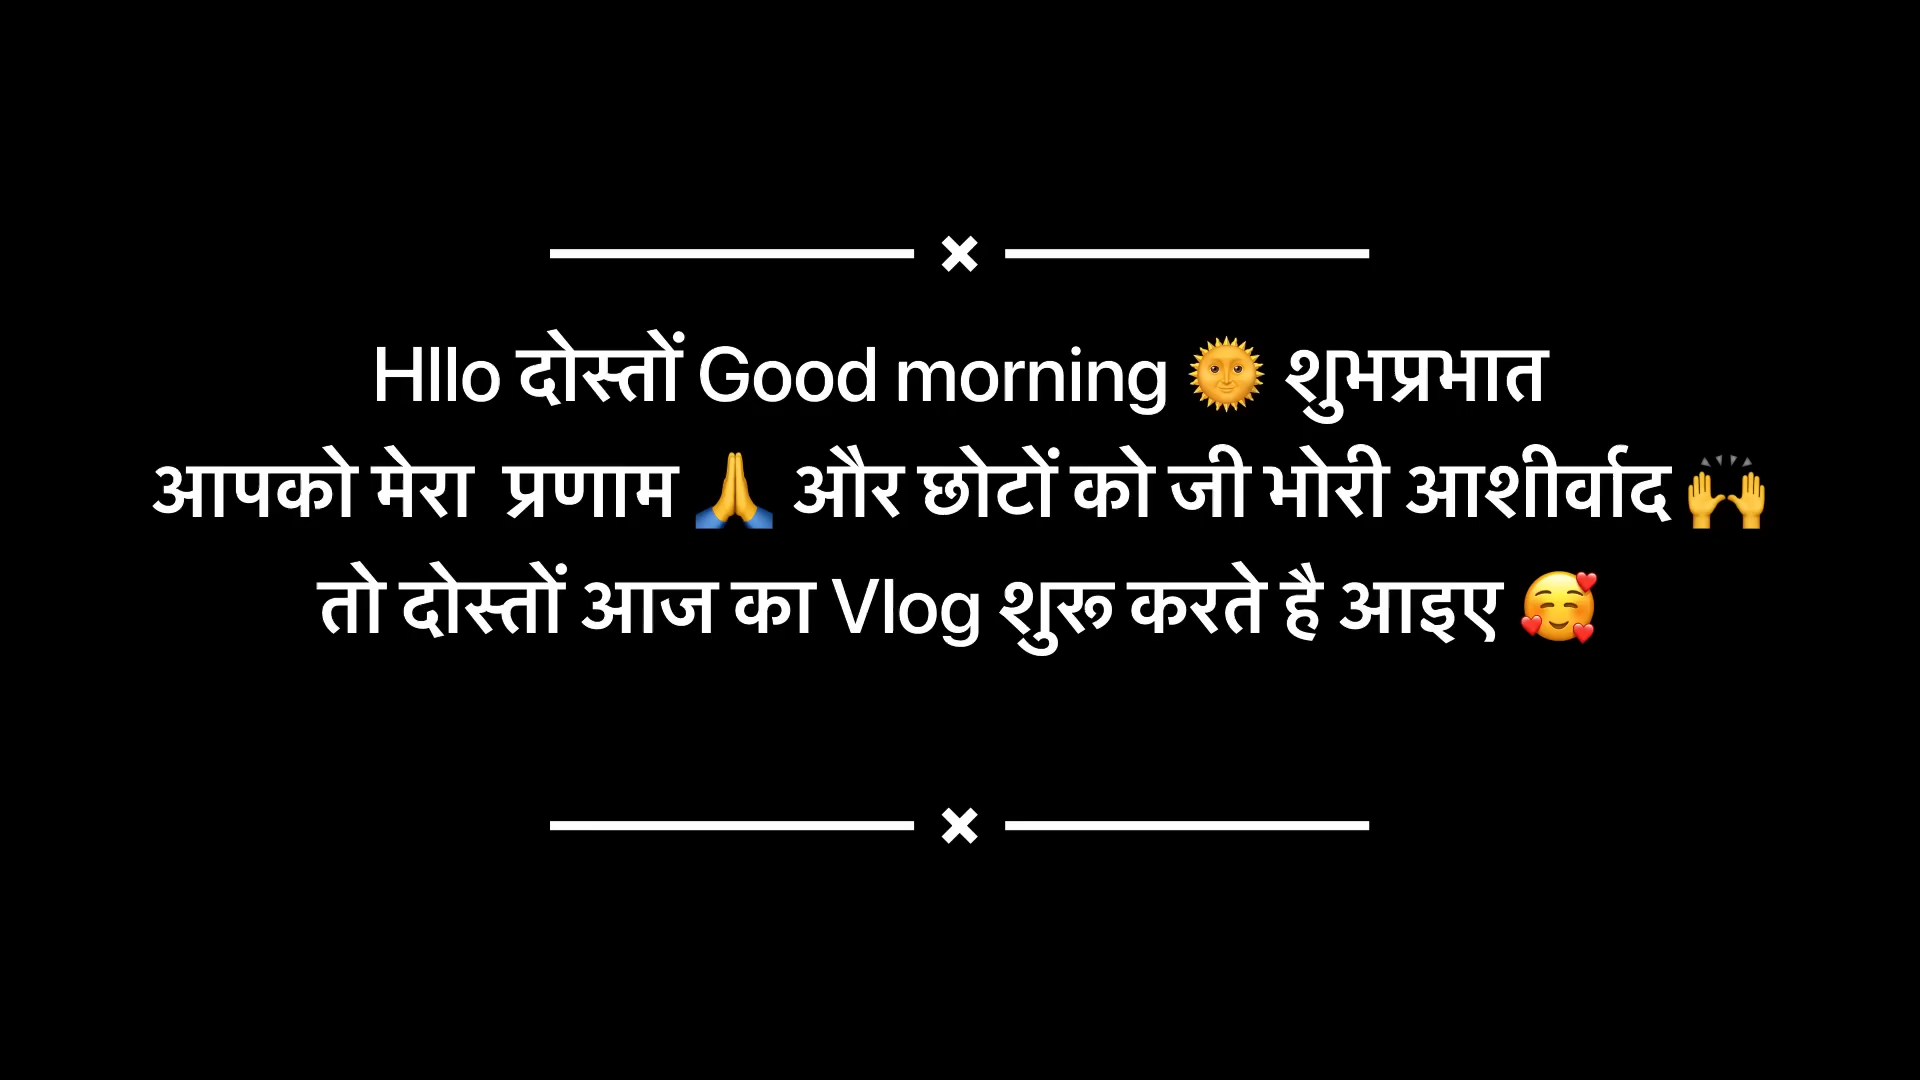 Hllo दोस्तों Good morning 🌞 शुभप्रभात
आपको मेरा  प्रणाम 🙏 और छोटों को जी भोरी आशीर्वाद 🙌
तो दोस्तों आज का Vlog शुरू करते है आइए 🥰